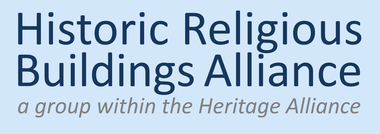 Historic Religious
Buildings Alliance
a group within the Heritage Alliance